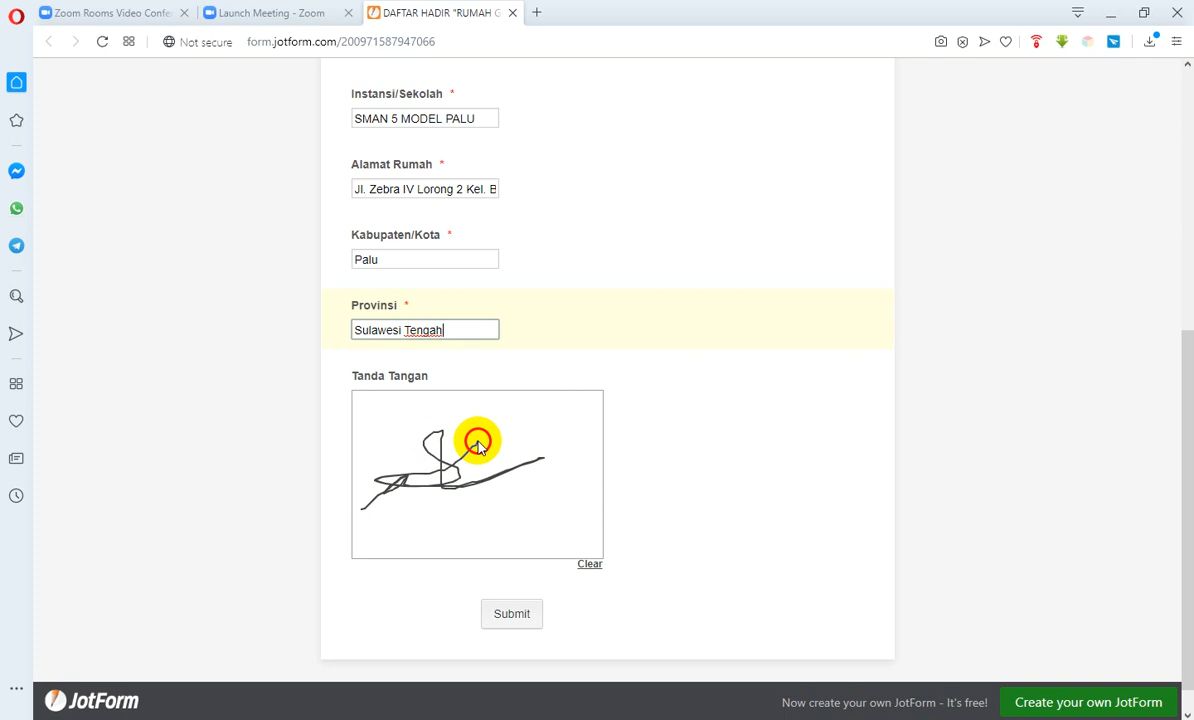 Zoom Rooms Video Confe
Launch Meeting - Zoom
DAFTAR HADIR "RUMAH G
Not secure
form.jotform.com/200971587947066
Instansi/Sekolah *
SMAN 5 MODEL PALU
Alamat Rumah *
Jl. Zebra IV Lorong 2 Kel. B
Kabupaten/Kota *
Palu
Provinsi *
Sulawesi Tengah
Tanda Tangan
Clear
Submit
JotForm
Now create your own JotForm - It's free!
Create your own JotForm